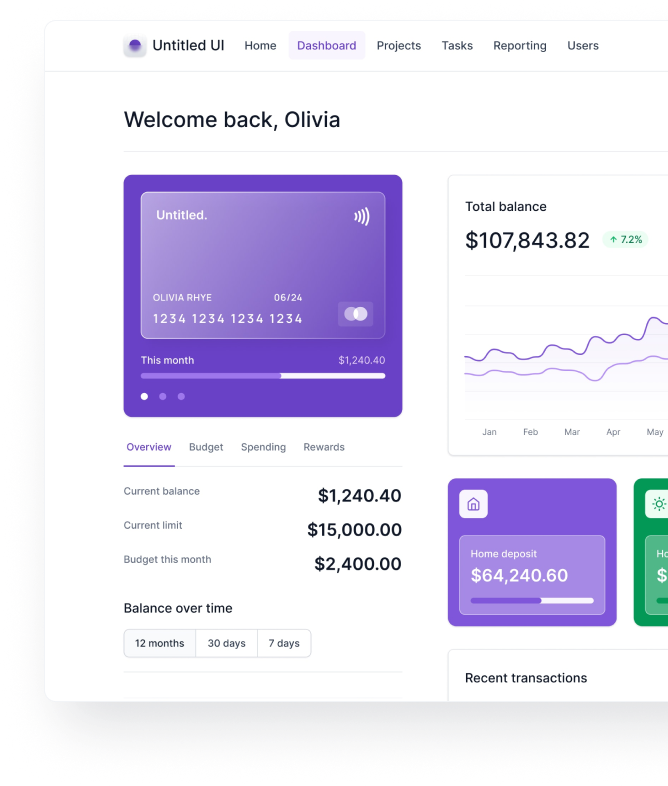 Untitled UI Home Dashboard Projects Tasks Reporting Users
Welcome back, Olivia
Untitled.
OLIVIA RHYE 06/24
1234 1234 1234 1234
This month $1,240.40
Overview Budget Spending Rewards
Current balance $1,240.40
Current limit $15,000.00
Budget this month $2,400.00
Balance over time
12 months 30 days 7 days
Total balance
$107,843.82 ↑ 7.2%
Jan Feb Mar Apr May
Home deposit
$64,240.60
Ho
$
Recent transactions